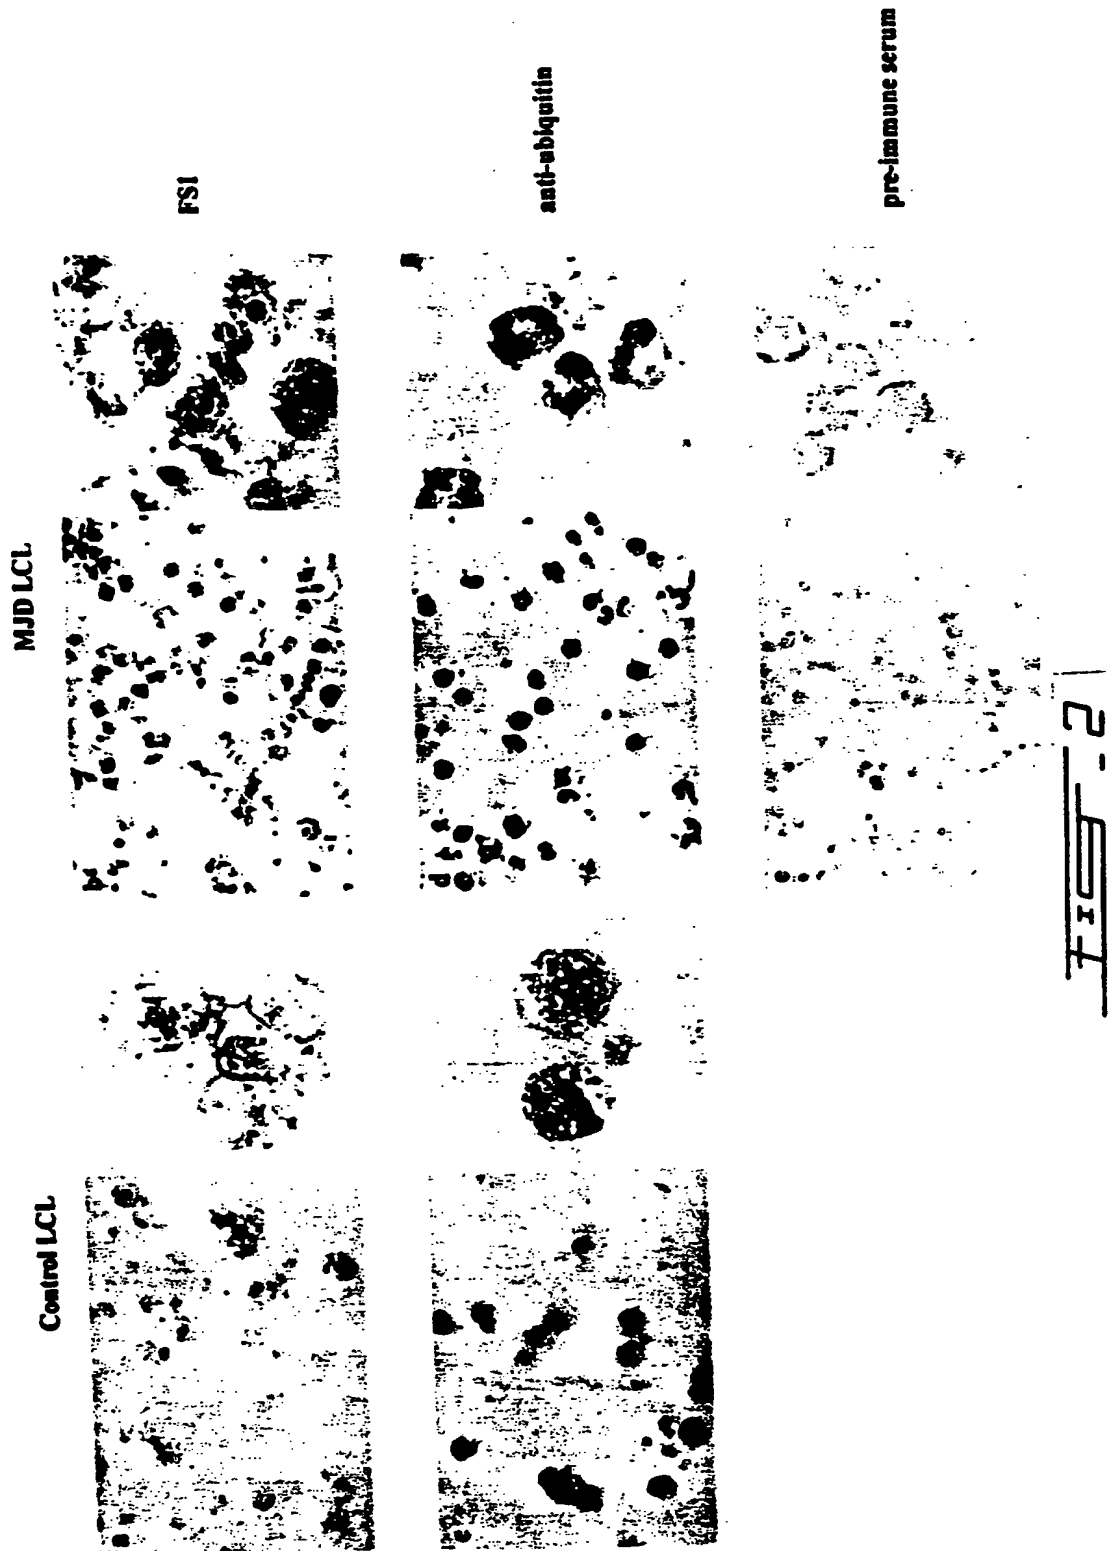 Control LCL
MJD LCL
a
b
FS1
c
d
anti-ubiquitin
e
pre-immune serum
FIG - 2